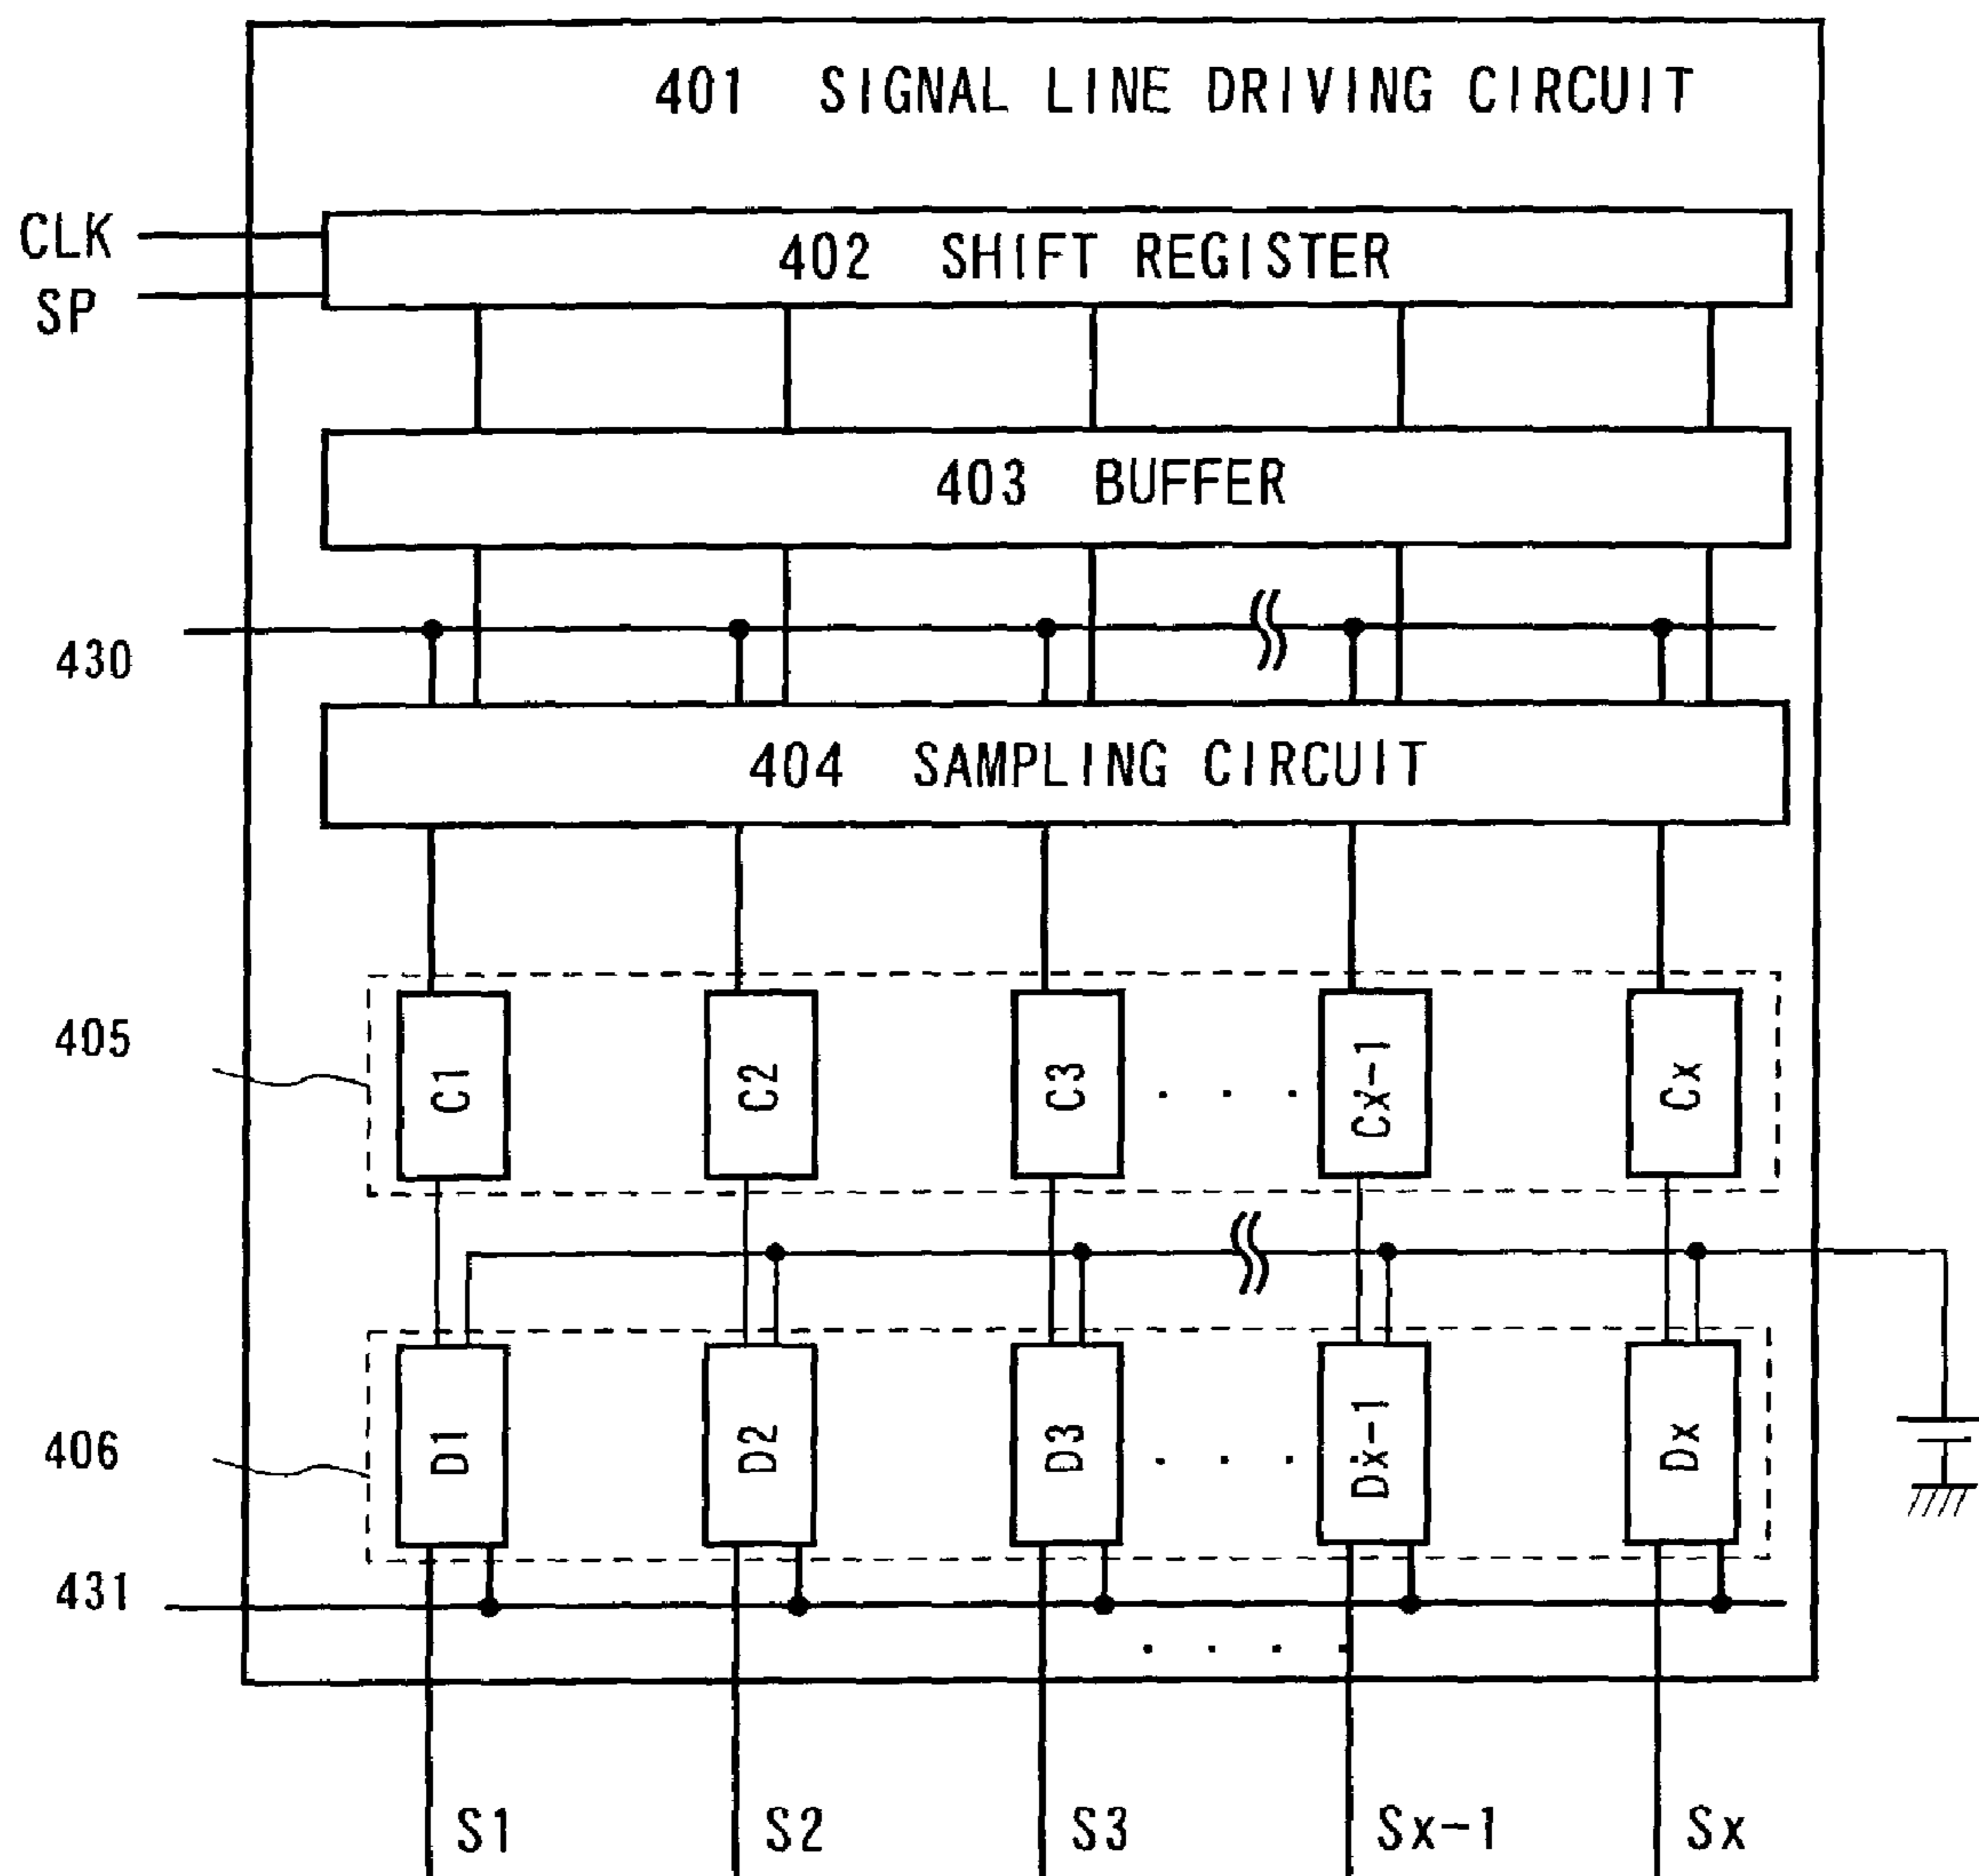 401 SIGNAL LINE DRIVING CIRCUIT
CLK
SP
402 SHIFT REGISTER
403 BUFFER
430
404 SAMPLING CIRCUIT
405
C1 C2 C3 . . . Cx-1 Cx
406
D1 D2 D3 . . . Dx-1 Dx
431
. . . .
S1 S2 S3 Sx-1 Sx